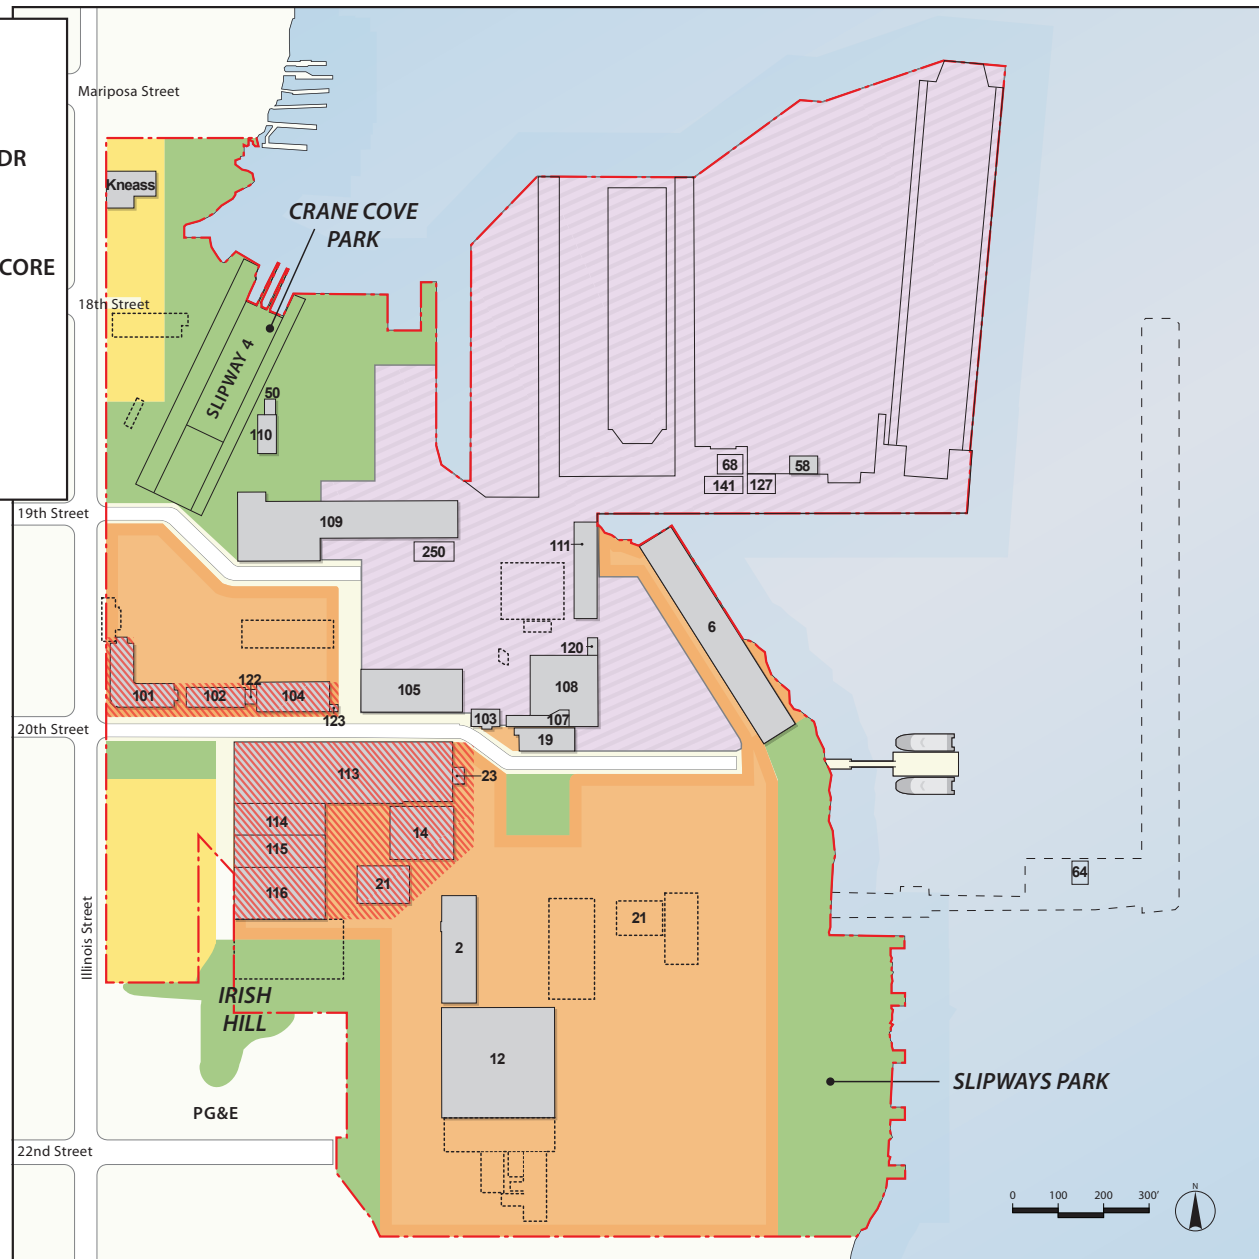 Mariposa Street
DR
Kneass
CRANE COVE
PARK
CORE
18th Street
SLIPWAY 4
50
110
68
58
141
127
19th Street
109
250
111
6
120
122
101
102
104
105
108
123
103
107
20th Street
19
113
23
114
14
115
21
116
64
21
Illinois Street
2
IRISH
HILL
12
SLIPWAYS PARK
PG&E
22nd Street
0 100 200 300'
N